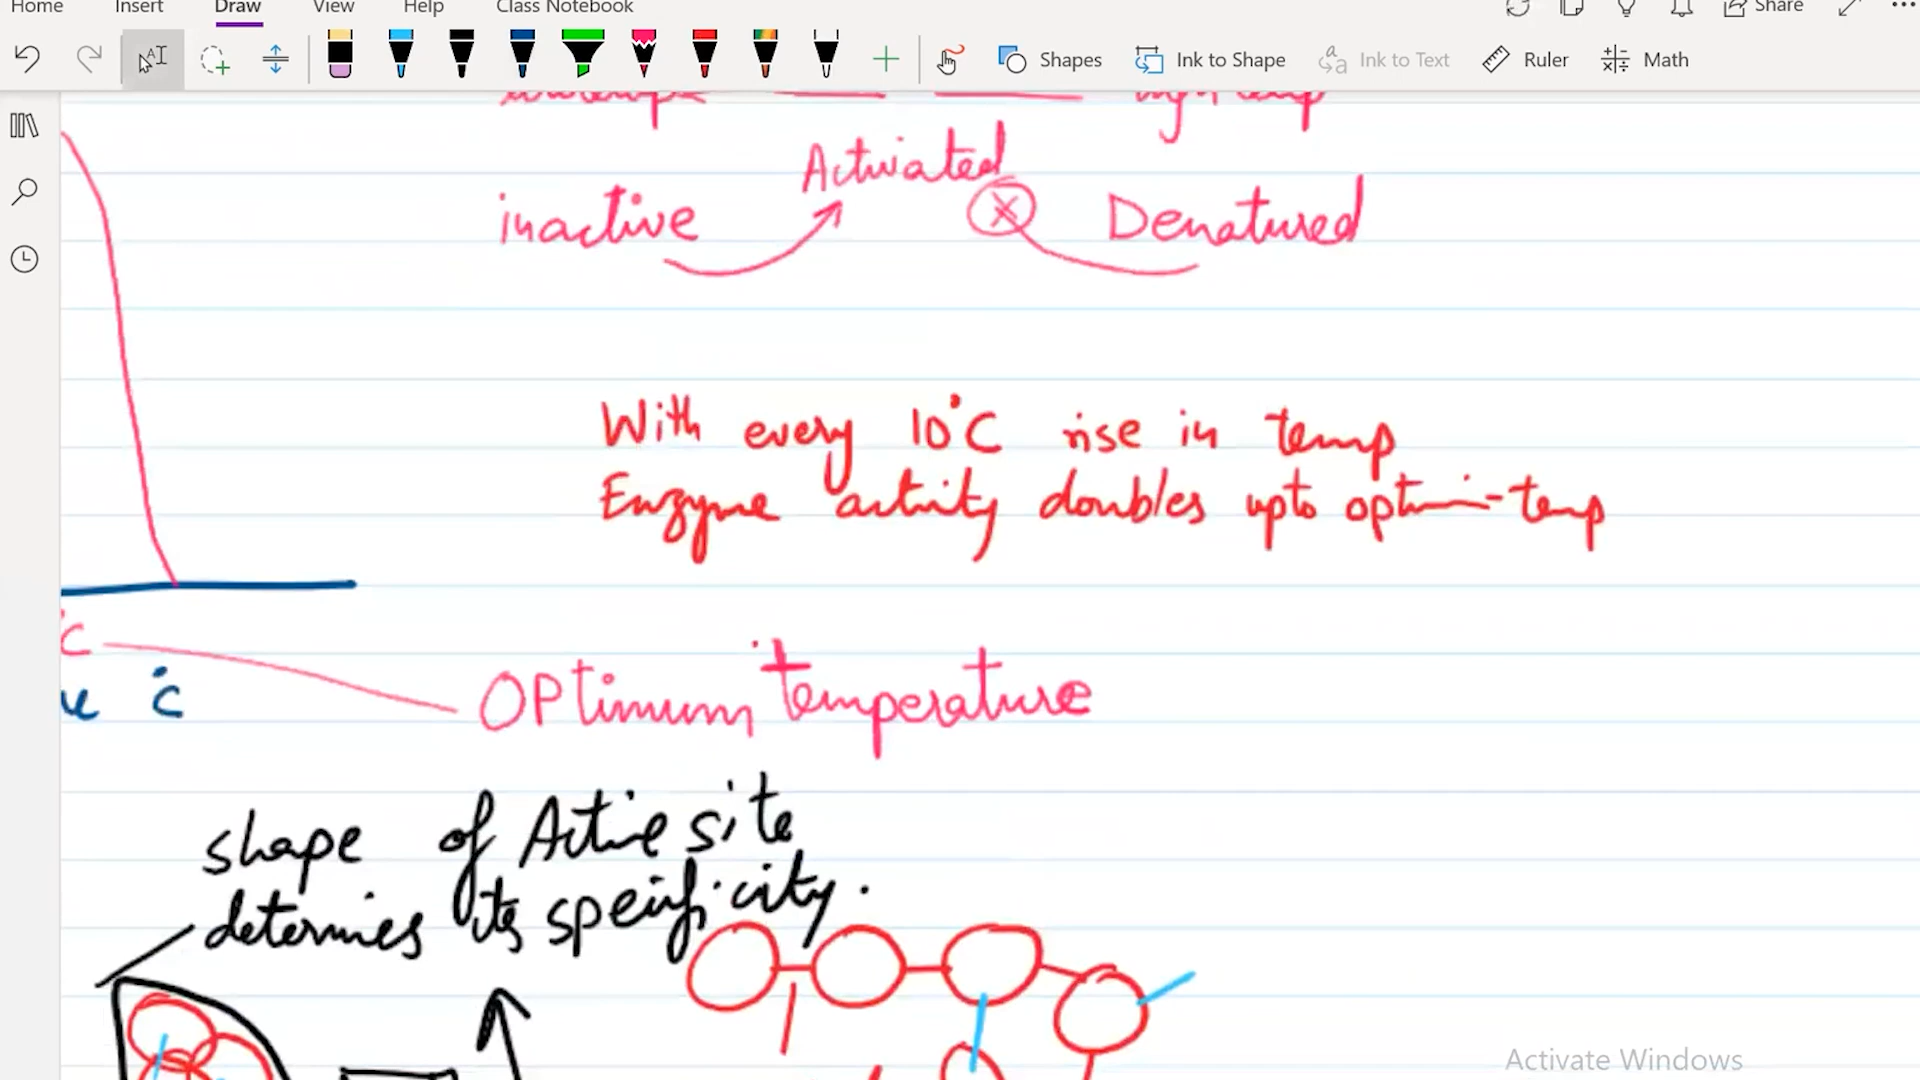 Home Insert Draw View Help Class Notebook Share
Shapes Ink to Shape Ink to Text Ruler Math
Activated
inactive Denatured
With every 10°C rise in temp
Enzyme activity doubles upto optim-temp
°C
OPtimum temperature
shape of Active site
determies its specificity.
Activate Windows